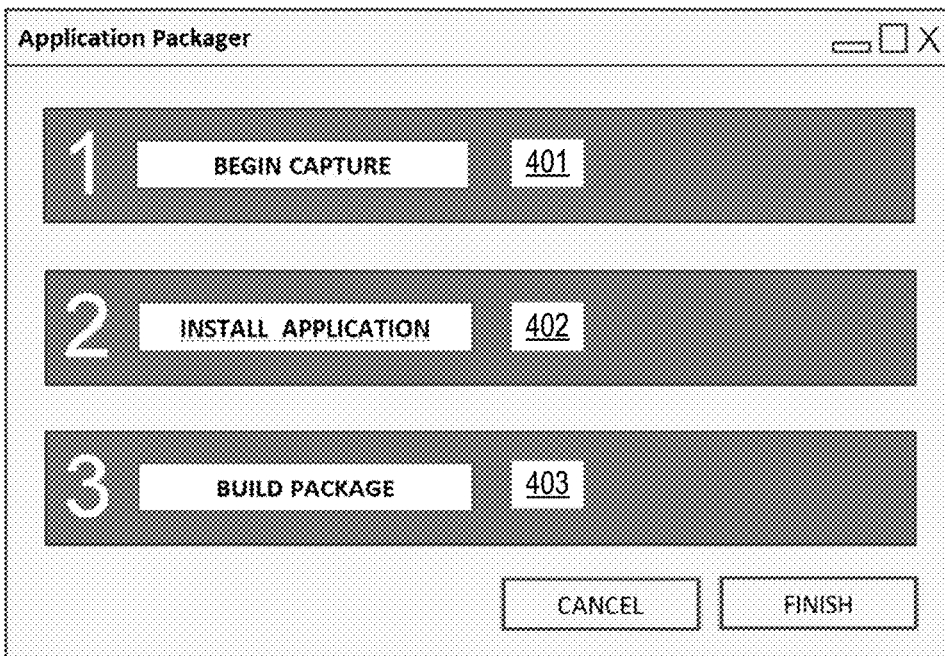 Application Packager
1 BEGIN CAPTURE 401
2 INSTALL APPLICATION 402
3 BUILD PACKAGE 403
CANCEL FINISH